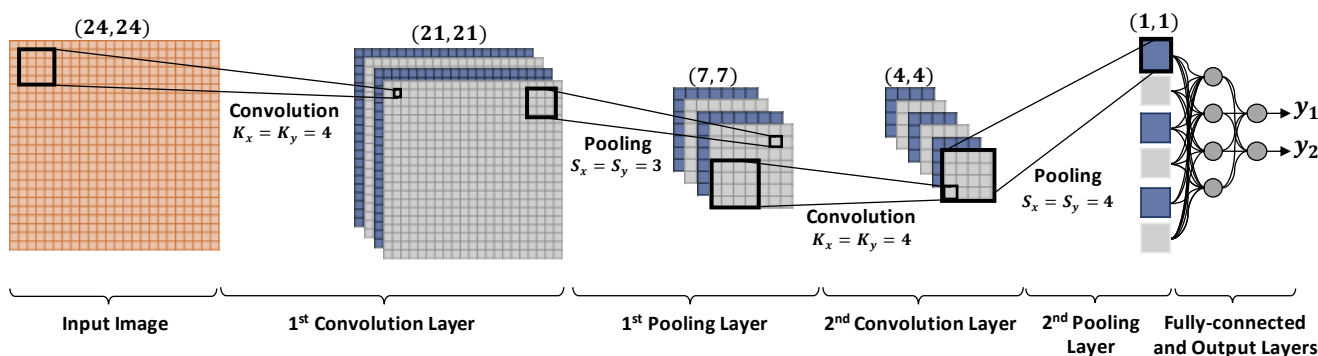 (24,24)
(21,21)
(7,7)
(4,4)
(1,1)
Convolution
K_x = K_y = 4
Pooling
S_x = S_y = 3
Convolution
K_x = K_y = 4
Pooling
S_x = S_y = 4
y_1
y_2
Input Image
1st Convolution Layer
1st Pooling Layer
2nd Convolution Layer
2nd Pooling
Layer
Fully-connected
and Output Layers